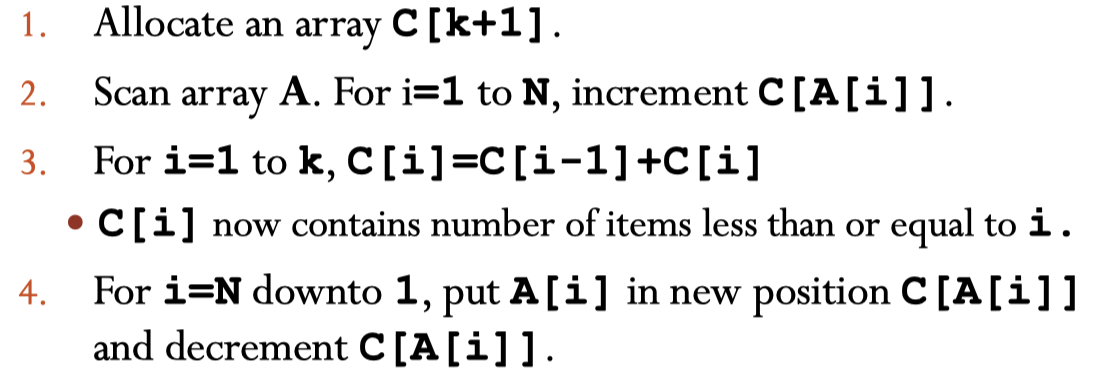 1. Allocate an array C[k+1].
2. Scan array A. For i=1 to N, increment C[A[i]].
3. For i=1 to k, C[i]=C[i-1]+C[i]
• C[i] now contains number of items less than or equal to i.
4. For i=N downto 1, put A[i] in new position C[A[i]]
and decrement C[A[i]].